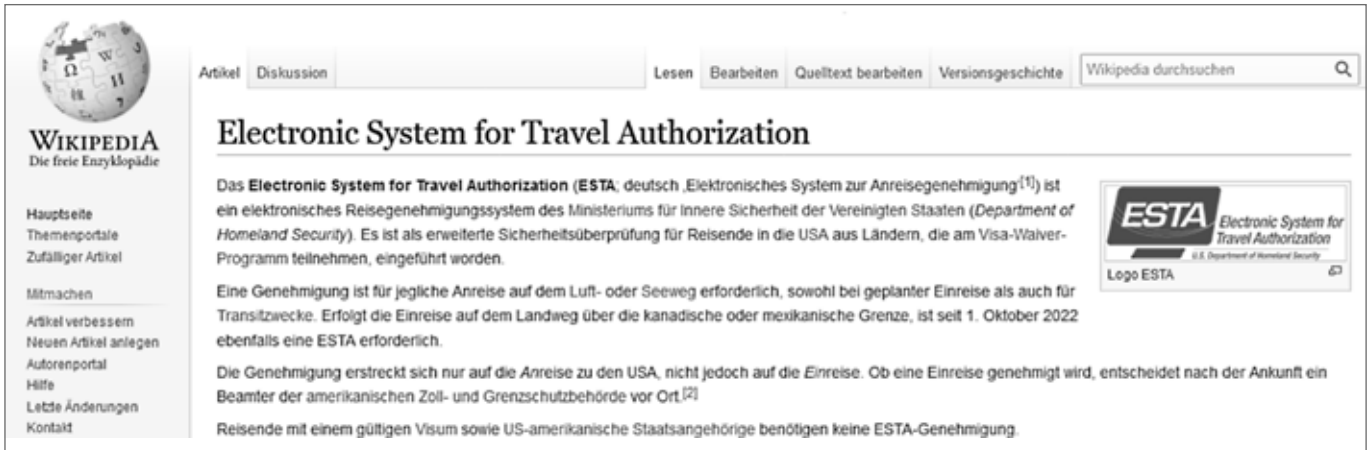 Artikel Diskussion Lesen Bearbeiten Quelltext bearbeiten Versionsgeschichte Wikipedia durchsuchen
WIKIPEDIA
Die freie Enzyklopädie
Hauptseite
Themenportale
Zufälliger Artikel
Mitmachen
Artikel verbessern
Neuen Artikel anlegen
Autorenportal
Hilfe
Letzte Änderungen
Kontakt
Electronic System for Travel Authorization
Das Electronic System for Travel Authorization (ESTA; deutsch ‚Elektronisches System zur Anreisegenehmigung‘[1]) ist
ein elektronisches Reisegenehmigungssystem des Ministeriums für Innere Sicherheit der Vereinigten Staaten (Department of
Homeland Security). Es ist als erweiterte Sicherheitsüberprüfung für Reisende in die USA aus Ländern, die am Visa-Waiver-
Programm teilnehmen, eingeführt worden.
Eine Genehmigung ist für jegliche Anreise auf dem Luft- oder Seeweg erforderlich, sowohl bei geplanter Einreise als auch für
Transitzwecke. Erfolgt die Einreise auf dem Landweg über die kanadische oder mexikanische Grenze, ist seit 1. Oktober 2022
ebenfalls eine ESTA erforderlich.
Die Genehmigung erstreckt sich nur auf die Anreise zu den USA, nicht jedoch auf die Einreise. Ob eine Einreise genehmigt wird, entscheidet nach der Ankunft ein
Beamter der amerikanischen Zoll- und Grenzschutzbehörde vor Ort.[2]
Reisende mit einem gültigen Visum sowie US-amerikanische Staatsangehörige benötigen keine ESTA-Genehmigung.
ESTA Electronic System for
Travel Authorization
U.S. Department of Homeland Security
Logo ESTA